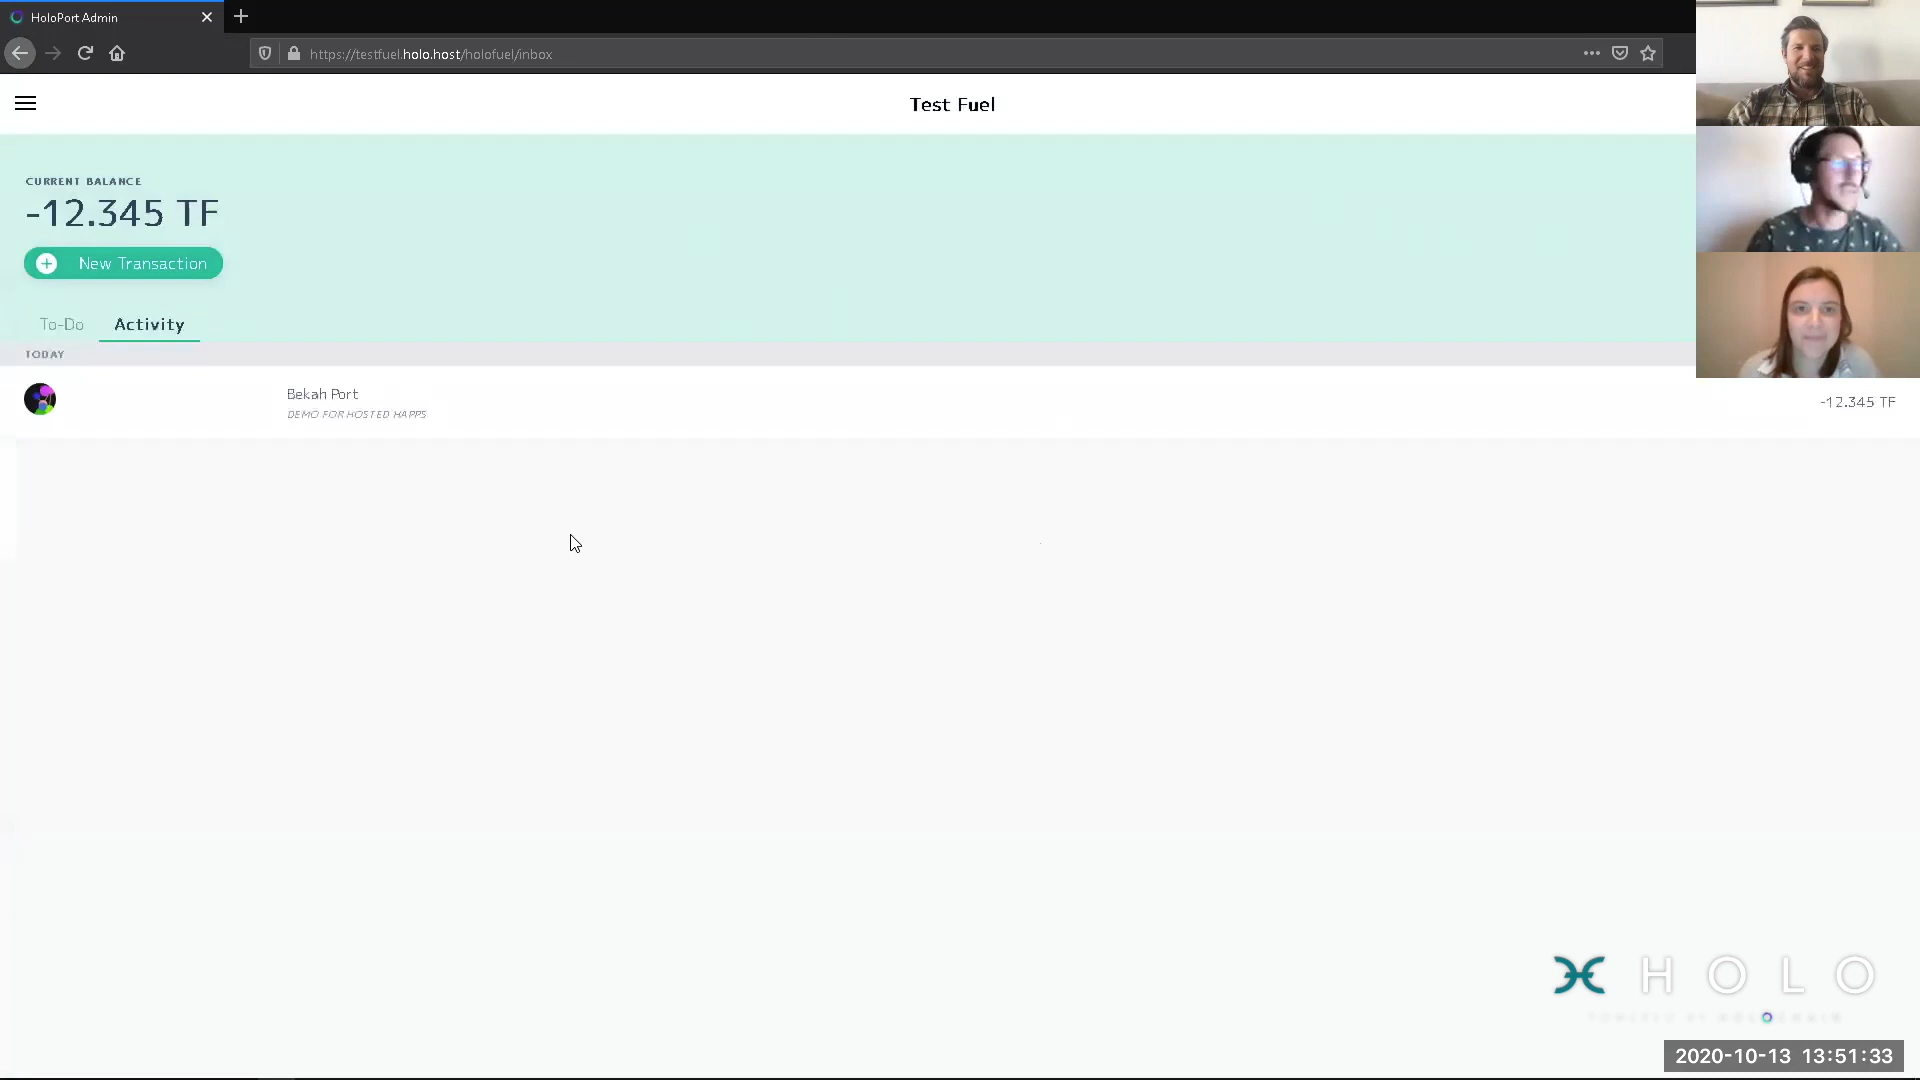 HoloPort Admin
https://testfuel.holo.host/holofuel/inbox
Test Fuel
CURRENT BALANCE
-12.345 TF
New Transaction
To-Do
Activity
TODAY
Bekah Port
DEMO FOR HOSTED HAPPS
-12.345 TF
HOLO
2020-10-13 13:51:33